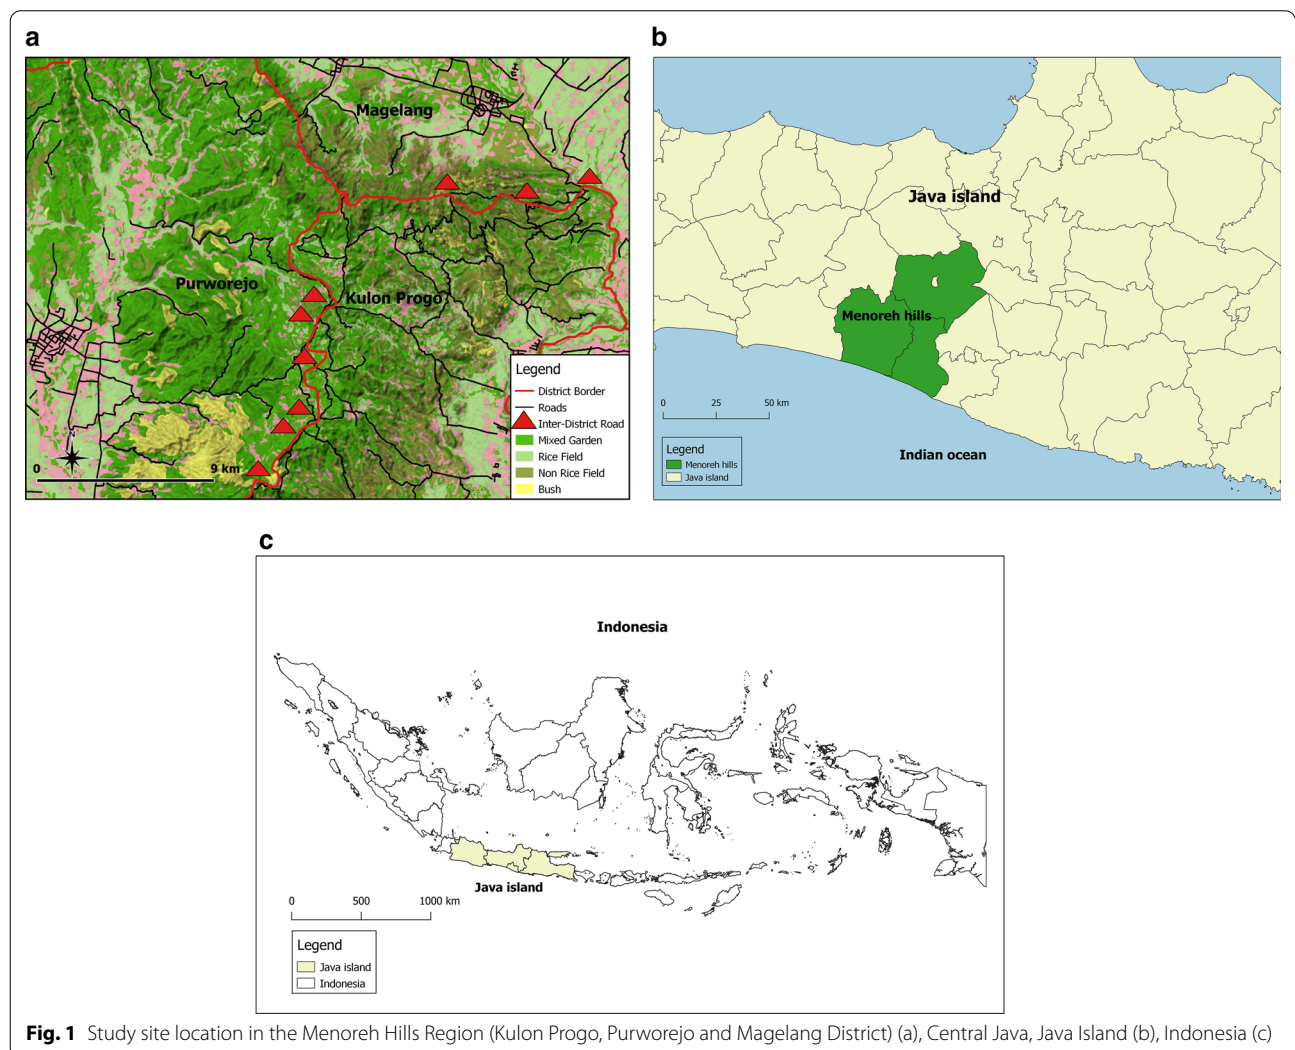 a
Magelang
Purworejo
Kulon Progo
0
9 km
N
Legend
District Border
Roads
Inter-District Road
Mixed Garden
Rice Field
Non Rice Field
Bush
b
Java island
Menoreh hills
0 25 50 km
Legend
Menoreh hills
Java island
Indian ocean
c
Indonesia
Java island
0 500 1000 km
Legend
Java island
Indonesia
Fig. 1 Study site location in the Menoreh Hills Region (Kulon Progo, Purworejo and Magelang District) (a), Central Java, Java Island (b), Indonesia (c)